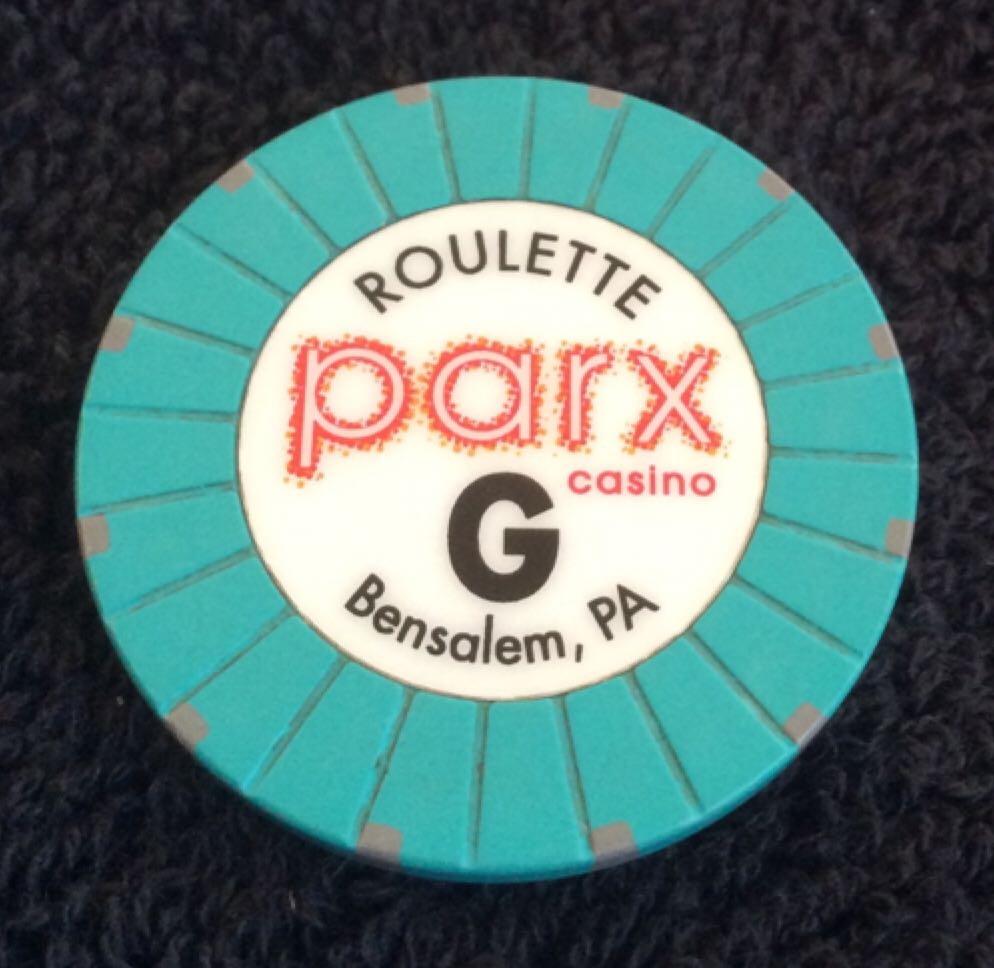 ROULETTE
parx
casino
G
Bensalem, PA